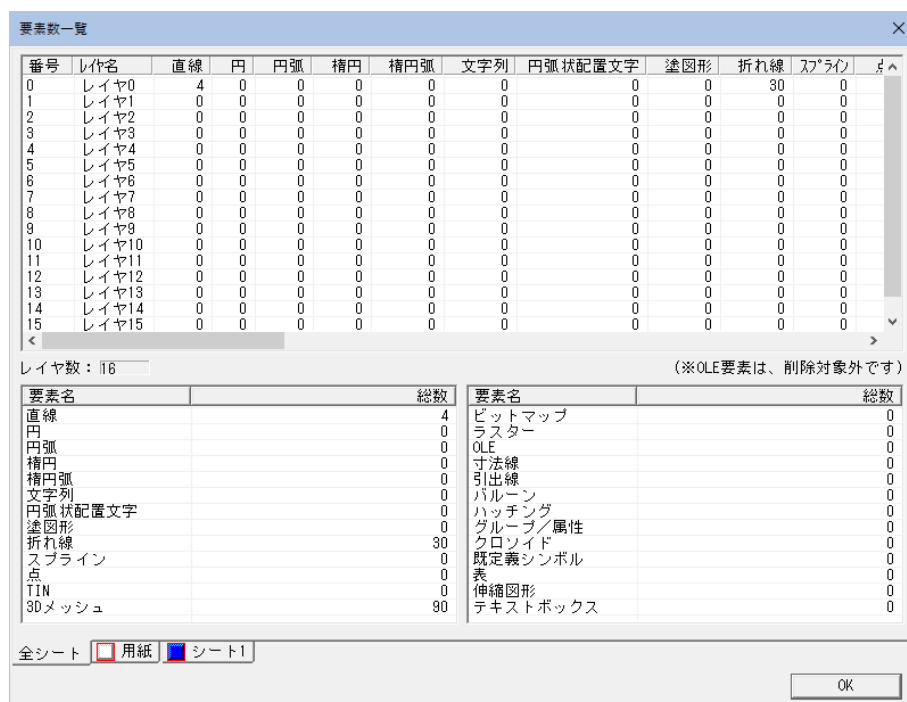 要素数一覧
番号 レイヤ名 直線 円 円弧 楕円 楕円弧 文字列 円弧状配置文字 塗図形 折れ線 スプライン
0 レイヤ0 4 0 0 0 0 0 0 0 30 0
1 レイヤ1 0 0 0 0 0 0 0 0 0 0
2 レイヤ2 0 0 0 0 0 0 0 0 0 0
3 レイヤ3 0 0 0 0 0 0 0 0 0 0
4 レイヤ4 0 0 0 0 0 0 0 0 0 0
5 レイヤ5 0 0 0 0 0 0 0 0 0 0
6 レイヤ6 0 0 0 0 0 0 0 0 0 0
7 レイヤ7 0 0 0 0 0 0 0 0 0 0
8 レイヤ8 0 0 0 0 0 0 0 0 0 0
9 レイヤ9 0 0 0 0 0 0 0 0 0 0
10 レイヤ10 0 0 0 0 0 0 0 0 0 0
11 レイヤ11 0 0 0 0 0 0 0 0 0 0
12 レイヤ12 0 0 0 0 0 0 0 0 0 0
13 レイヤ13 0 0 0 0 0 0 0 0 0 0
14 レイヤ14 0 0 0 0 0 0 0 0 0 0
15 レイヤ15 0 0 0 0 0 0 0 0 0 0
レイヤ数：16 (※OLE要素は、削除対象外です)
要素名 総数
直線 4
円 0
円弧 0
楕円 0
楕円弧 0
文字列 0
円弧状配置文字 0
塗図形 0
折れ線 30
スプライン 0
点 0
TIN 0
3Dメッシュ 90
要素名 総数
ビットマップ 0
ラスター 0
OLE 0
寸法線 0
引出線 0
バルーン 0
ハッチング 0
グループ／属性 0
クロソイド 0
既定義シンボル 0
表 0
伸縮図形 0
テキストボックス 0
全シート 用紙 シート1
OK